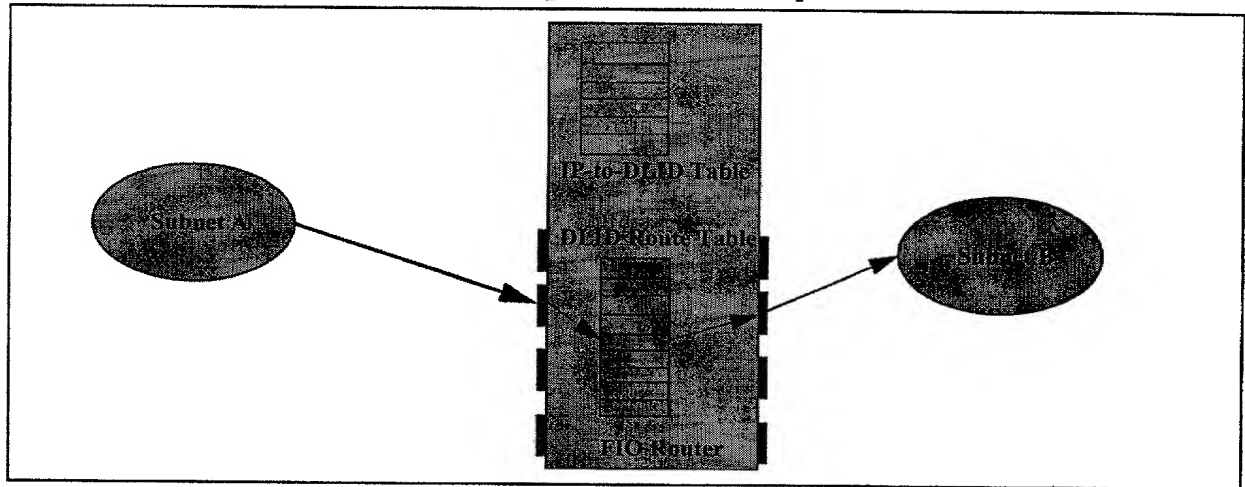 IP-to-DLID Table
Subnet A
DLID Route Table
Subnet B
FIO Router